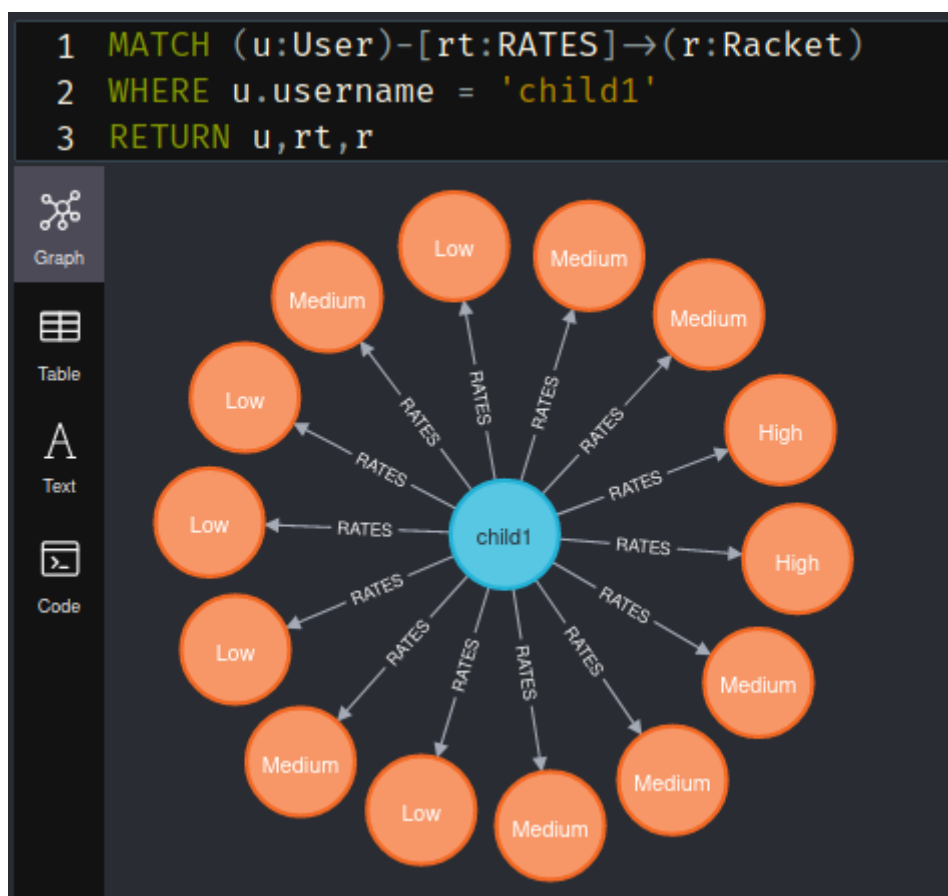 1 MATCH (u:User)-[rt:RATES]→(r:Racket)
2 WHERE u.username = 'child1'
3 RETURN u,rt,r
Graph
Table
Text
Code
Low
Medium
Medium
Medium
Low
High
Low
child1
High
Low
Medium
Medium
Medium
Low
Medium
RATES
RATES
RATES
RATES
RATES
RATES
RATES
RATES
RATES
RATES
RATES
RATES
RATES
RATES